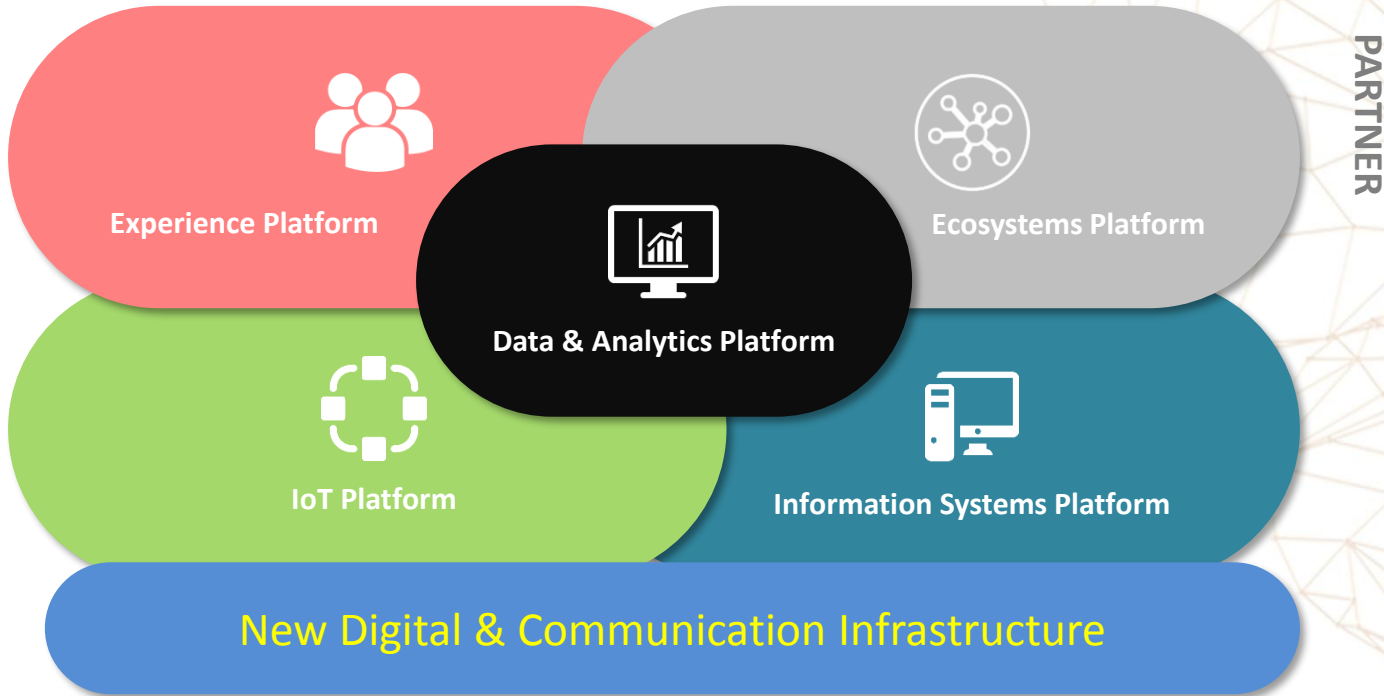 PARTNER
Experience Platform
Ecosystems Platform
Data & Analytics Platform
IoT Platform
Information Systems Platform
New Digital & Communication Infrastructure